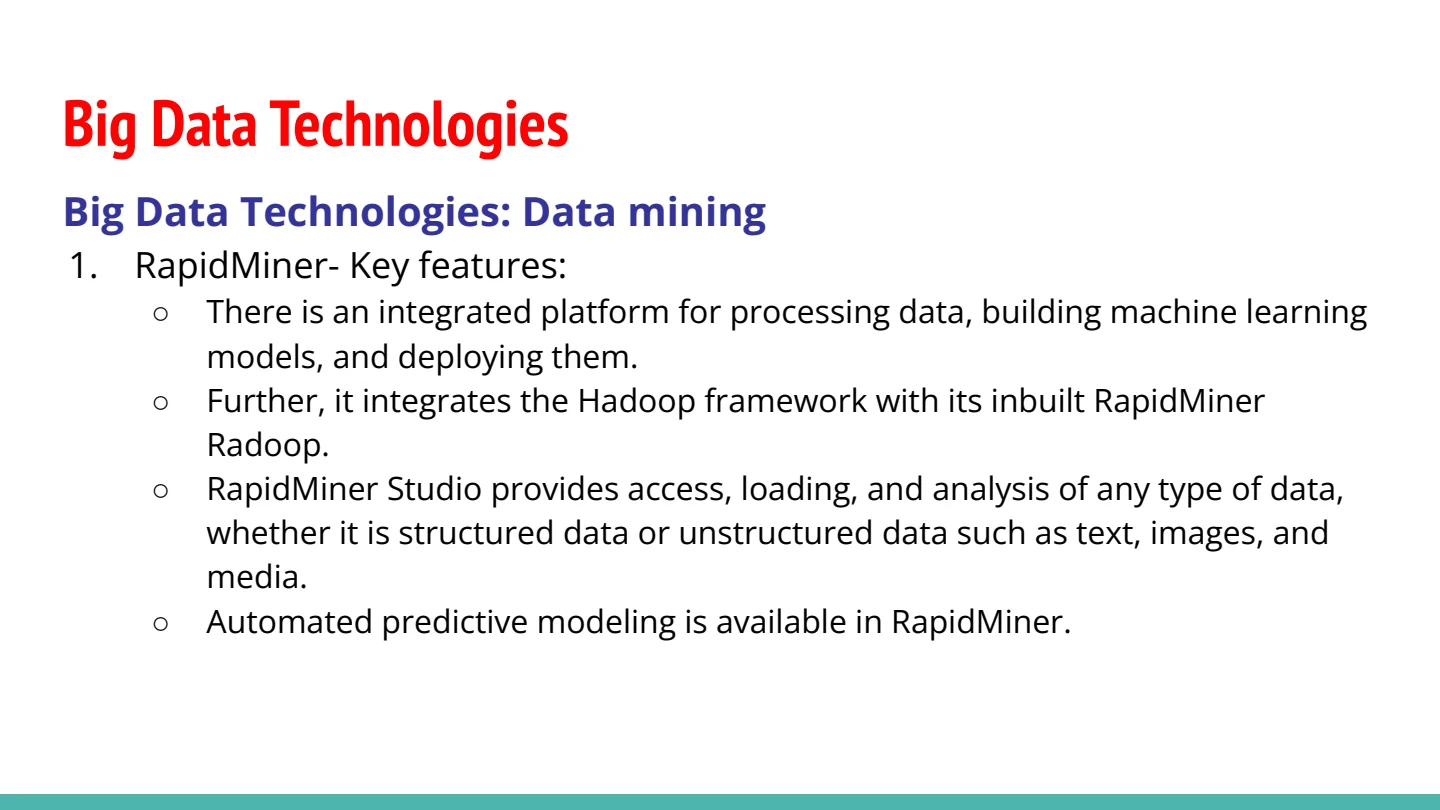 Big Data Technologies
Big Data Technologies: Data mining
1. RapidMiner- Key features:
○ There is an integrated platform for processing data, building machine learning
models, and deploying them.
○ Further, it integrates the Hadoop framework with its inbuilt RapidMiner
Radoop.
○ RapidMiner Studio provides access, loading, and analysis of any type of data,
whether it is structured data or unstructured data such as text, images, and
media.
○ Automated predictive modeling is available in RapidMiner.